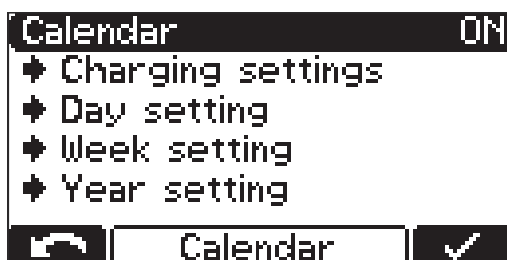 Calendar ON
Charging settings
Day setting
Week setting
Year setting
Calendar